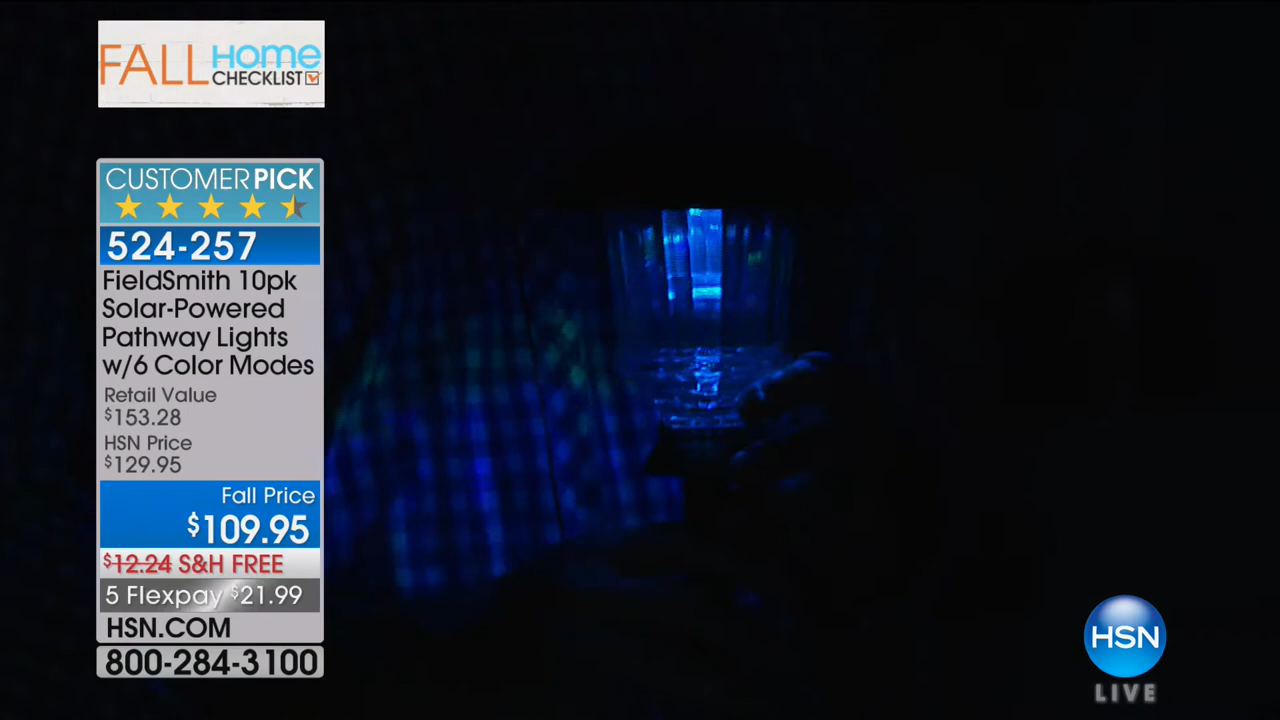 FALL Home
CHECKLIST
CUSTOMER PICK
524-257
FieldSmith 10pk
Solar-Powered
Pathway Lights
w/6 Color Modes
Retail Value
$153.28
HSN Price
$129.95
Fall Price
$109.95
$12.24 S&H FREE
5 Flexpay $21.99
HSN.COM
800-284-3100
HSN
LIVE